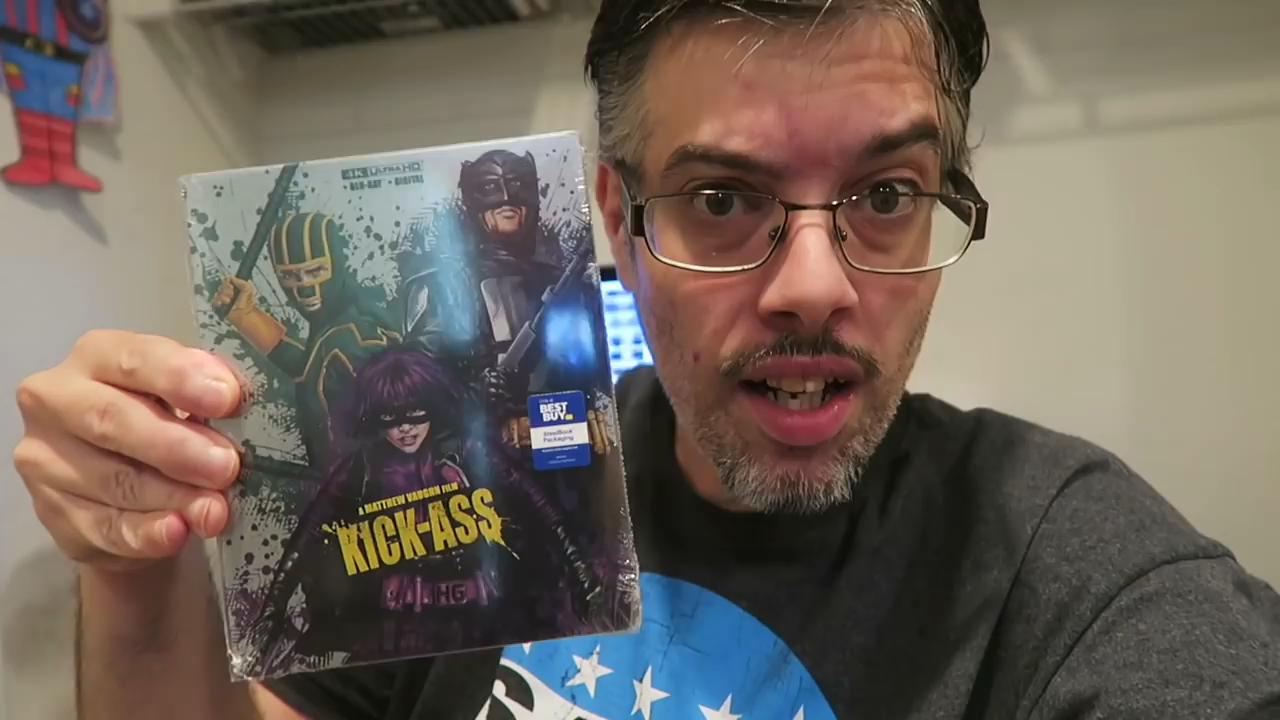 4K ULTRA HD
BLU-RAY + DIGITAL
BEST
BUY
SteelBook
Packaging
A MATTHEW VAUGHN FILM
KICK-ASS
HG